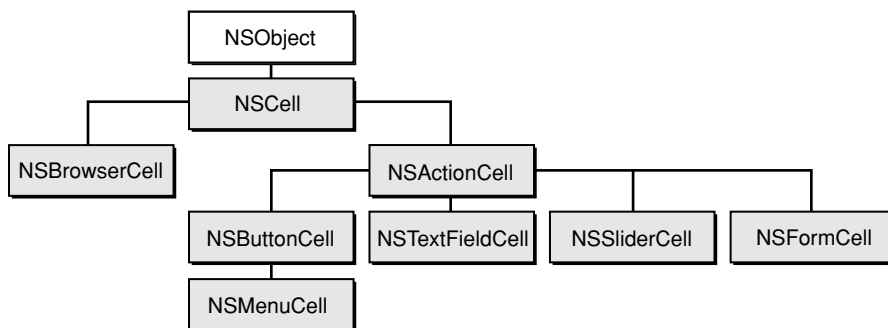 NSObject
NSCell
NSBrowserCell
NSActionCell
NSButtonCell
NSTextFieldCell
NSSliderCell
NSFormCell
NSMenuCell